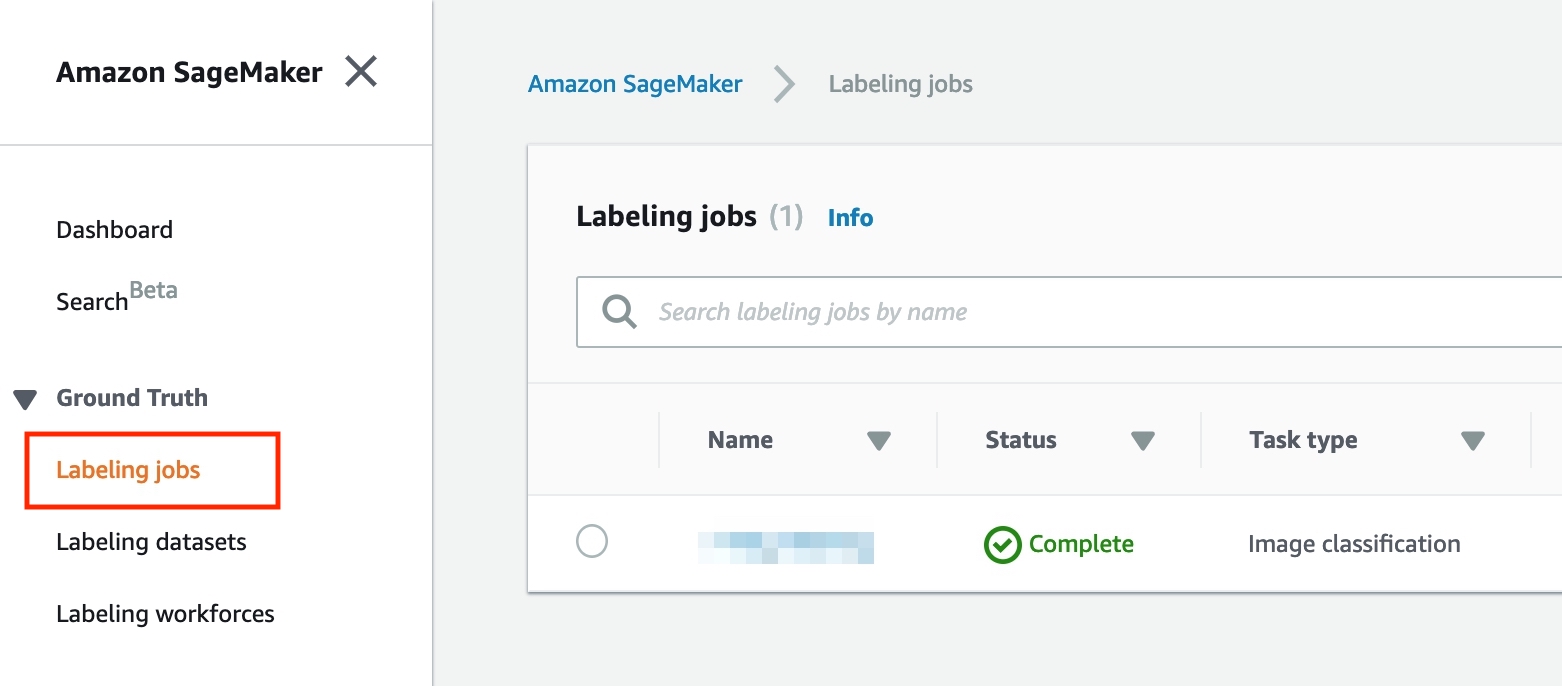 Amazon SageMaker
Dashboard
Search Beta
Ground Truth
Labeling jobs
Labeling datasets
Labeling workforces
Amazon SageMaker > Labeling jobs
Labeling jobs (1) Info
Search labeling jobs by name
Name Status Task type
Complete Image classification